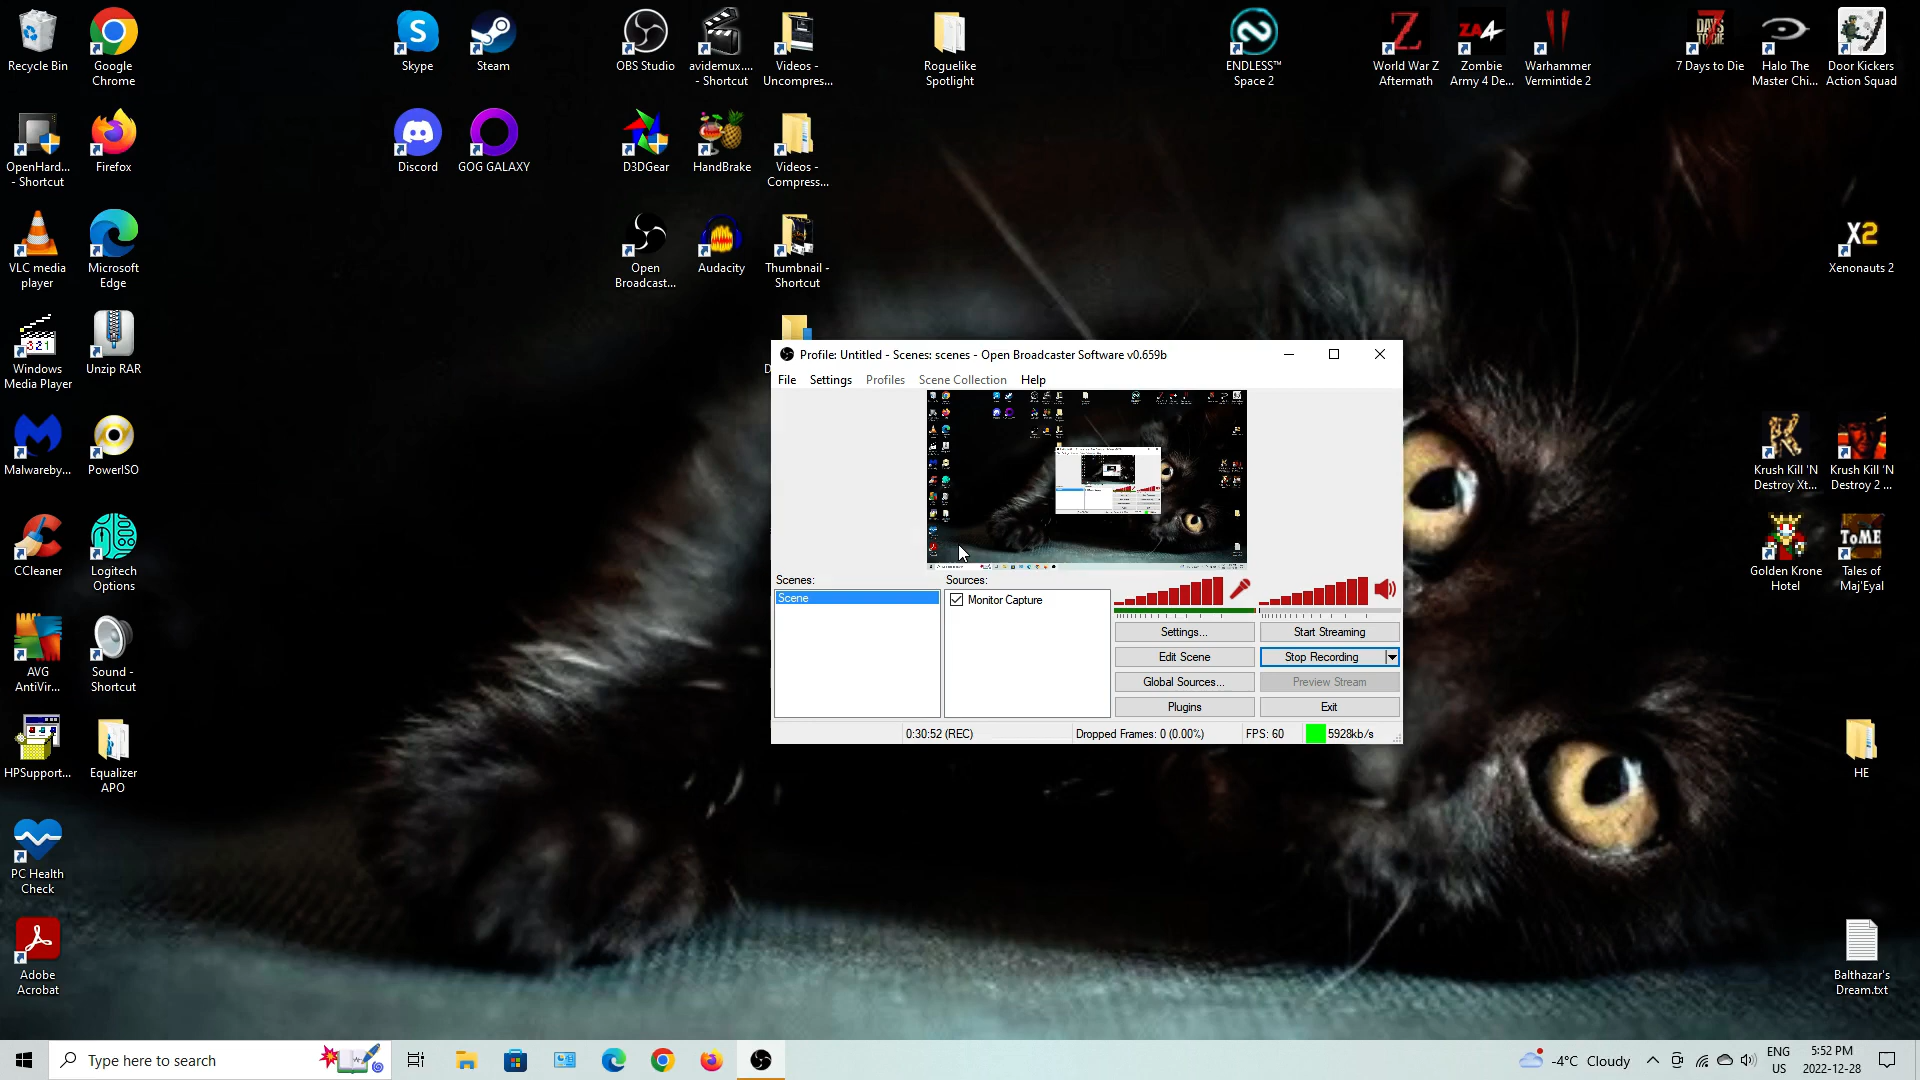 Recycle Bin
Google
Chrome
Skype
Steam
OBS Studio
avidemux....
- Shortcut
Videos -
Uncompres...
Roguelike
Spotlight
ENDLESS™
Space 2
World War Z
Aftermath
Zombie
Army 4 De...
Warhammer
Vermintide 2
7 Days to Die
Halo The
Master Chi...
Door Kickers
Action Squad
OpenHard...
- Shortcut
Firefox
Discord
GOG GALAXY
D3DGear
HandBrake
Videos -
Compress...
VLC media
player
Microsoft
Edge
Open
Broadcast...
Audacity
Thumbnail -
Shortcut
X2
Xenonauts 2
Windows
Media Player
Unzip RAR
Profile: Untitled - Scenes: scenes - Open Broadcaster Software v0.659b
File
Settings
Profiles
Scene Collection
Help
Malwareby...
PowerISO
Krush Kill 'N
Destroy Xt...
Krush Kill 'N
Destroy 2 ...
CCleaner
Logitech
Options
Golden Krone
Hotel
Tales of
Maj'Eyal
Scenes:
Sources:
Scene
Monitor Capture
Settings...
Start Streaming
Edit Scene
Stop Recording
Global Sources...
Preview Stream
Plugins
Exit
0:30:52 (REC)
Dropped Frames: 0 (0.00%)
FPS: 60
5928kb/s
AVG
AntiVir...
Sound -
Shortcut
HPSupport...
Equalizer
APO
HE
PC Health
Check
Adobe
Acrobat
Balthazar's
Dream.txt
Type here to search
-4°C Cloudy
ENG
US
5:52 PM
2022-12-28